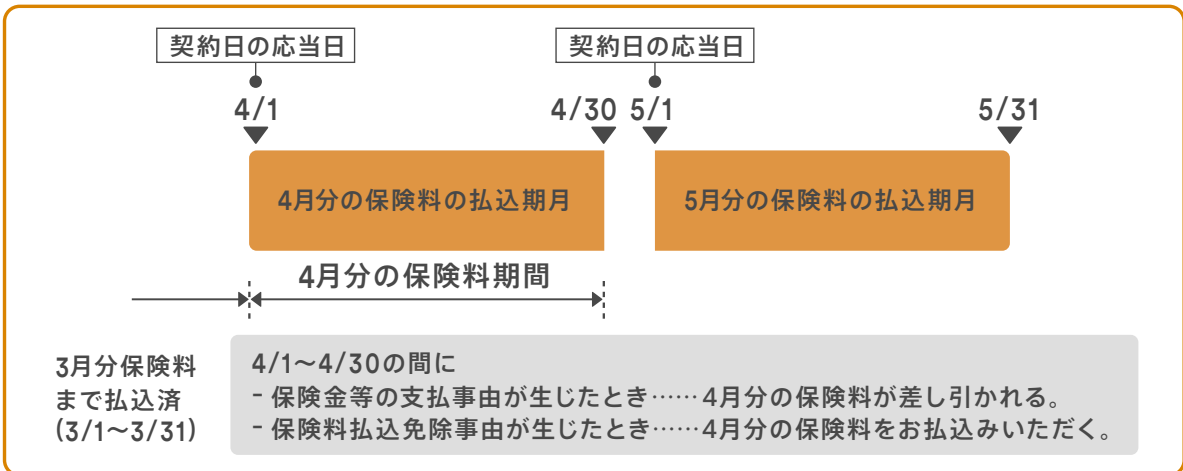 契約日の応当日 契約日の応当日
4/1 4/30 5/1 5/31
4月分の保険料の払込期月 5月分の保険料の払込期月
4月分の保険料期間
3月分保険料
まで払込済
(3/1〜3/31)
4/1〜4/30の間に
- 保険金等の支払事由が生じたとき……4月分の保険料が差し引かれる。
- 保険料払込免除事由が生じたとき……4月分の保険料をお払込みいただく。